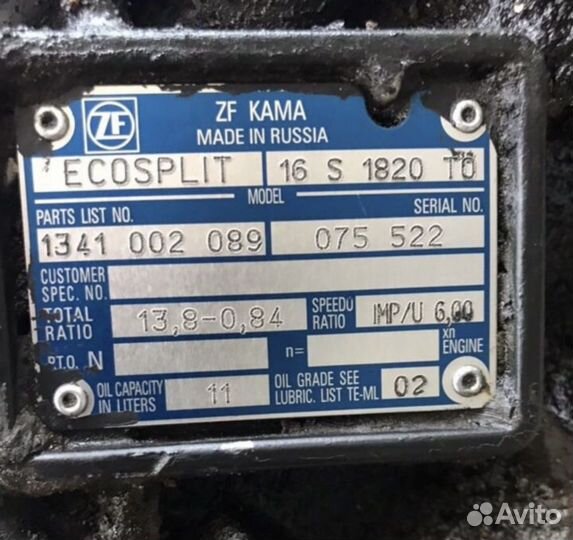 ZF
ZF KAMA
MADE IN RUSSIA
ECOSPLIT 16 S 1820 TO
MODEL
PARTS LIST NO. SERIAL NO.
1341 002 089 075 522
CUSTOMER
SPEC. NO.
TOTAL
RATIO 13,8-0,84 SPEEDO
RATIO IMP/U 6,00
P.T.O. N n= xn
ENGINE
OIL CAPACITY
IN LITERS 11 OIL GRADE SEE
LUBRIC. LIST TE-ML 02
Avito